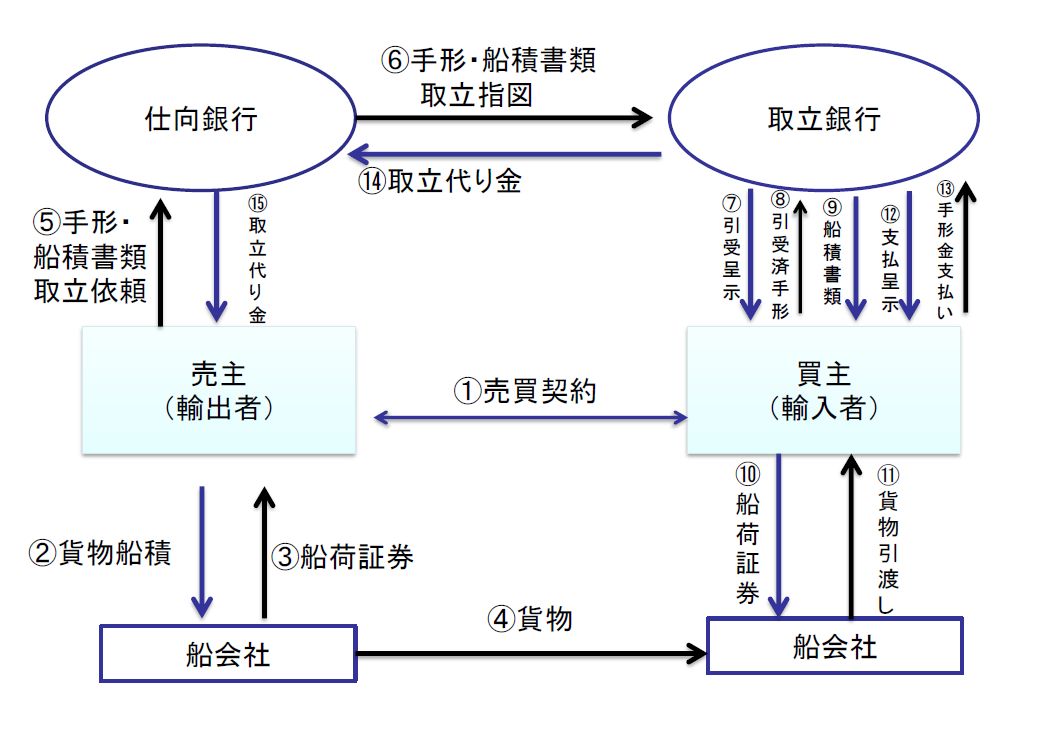 ⑥手形・船積書類
取立指図
仕向銀行
取立銀行
⑭取立代り金
⑤手形・
船積書類
取立依頼
⑮取立代り金
⑦引受呈示
⑧引受済手形
⑨船積書類
⑫支払呈示
⑬手形金支払い
売主
（輸出者）
①売買契約
買主
（輸入者）
②貨物船積
③船荷証券
⑩船荷証券
⑪貨物引渡し
④貨物
船会社
船会社